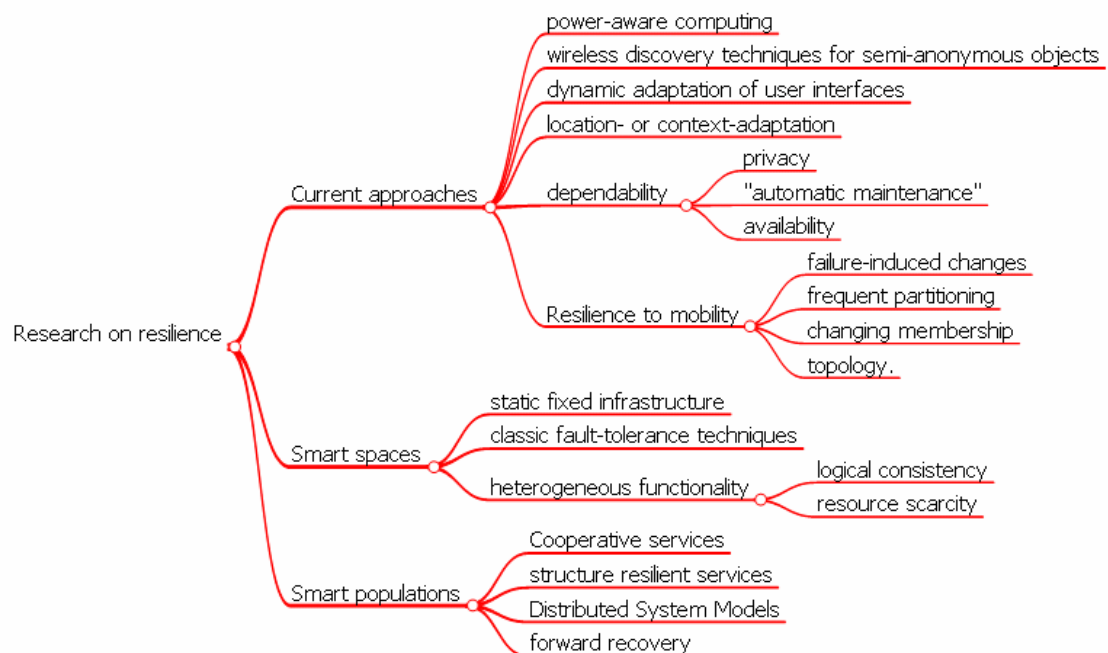 power-aware computing
wireless discovery techniques for semi-anonymous objects
dynamic adaptation of user interfaces
location- or context-adaptation
privacy
Current approaches
dependability
"automatic maintenance"
availability
failure-induced changes
frequent partitioning
Resilience to mobility
changing membership
Research on resilience
topology.
static fixed infrastructure
classic fault-tolerance techniques
Smart spaces
logical consistency
heterogeneous functionality
resource scarcity
Cooperative services
structure resilient services
Smart populations
Distributed System Models
forward recovery